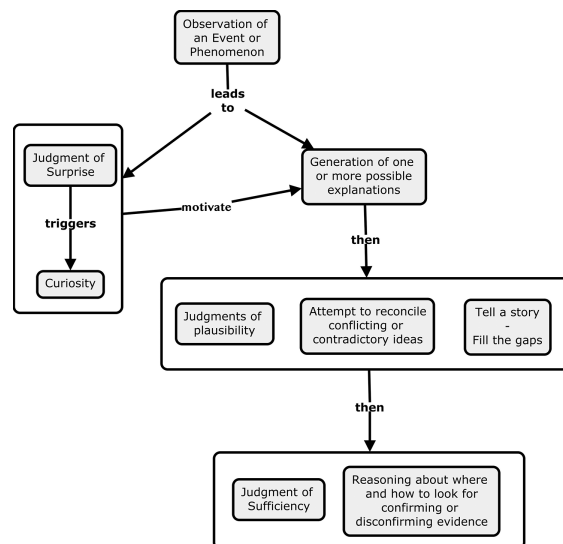 Observation of
an Event or
Phenomenon
leads
to
Judgment of
Surprise
triggers
Curiosity
motivate
Generation of one
or more possible
explanations
then
Judgments of
plausibility
Attempt to reconcile
conflicting or
contradictory ideas
Tell a story
-
Fill the gaps
then
Judgment of
Sufficiency
Reasoning about where
and how to look for
confirming or
disconfirming evidence